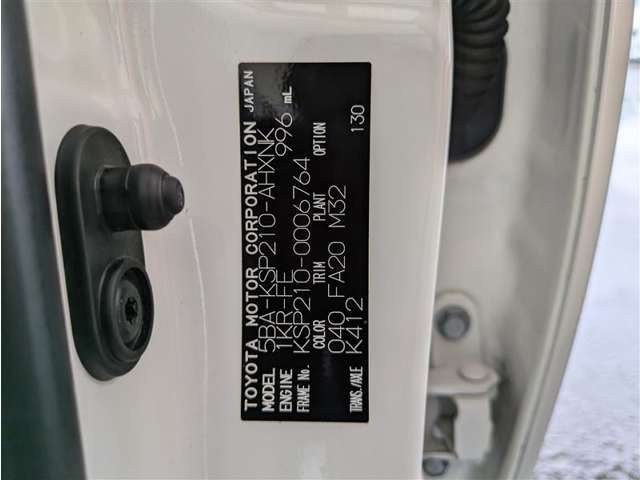 TOYOTA MOTOR CORPORATION JAPAN
MODEL 5BA-KSP210-AHXNK
ENGINE 1KR-FE 996 mL
FRAME No. KSP210-0006764
COLOR TRIM PLANT OPTION
040 FA20 M32 130
TRANS./AXLE K412